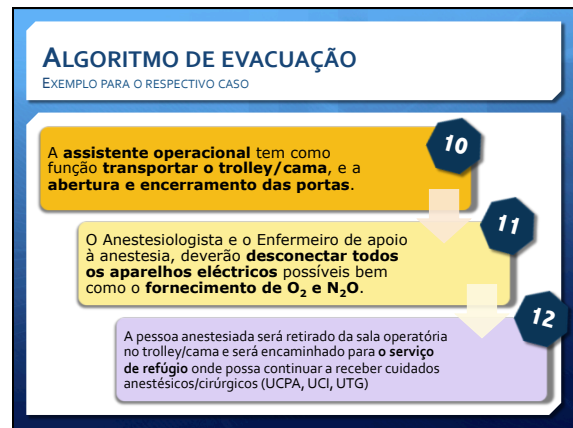 ALGORITMO DE EVACUAÇÃO
EXEMPLO PARA O RESPECTIVO CASO
10
A assistente operacional tem como
função transportar o trolley/cama, e a
abertura e encerramento das portas.
11
O Anestesiologista e o Enfermeiro de apoio
à anestesia, deverão desconectar todos
os aparelhos eléctricos possíveis bem
como o fornecimento de O₂ e N₂O.
12
A pessoa anestesiada será retirado da sala operatória
no trolley/cama e será encaminhado para o serviço
de refúgio onde possa continuar a receber cuidados
anestésicos/cirúrgicos (UCPA, UCI, UTG)